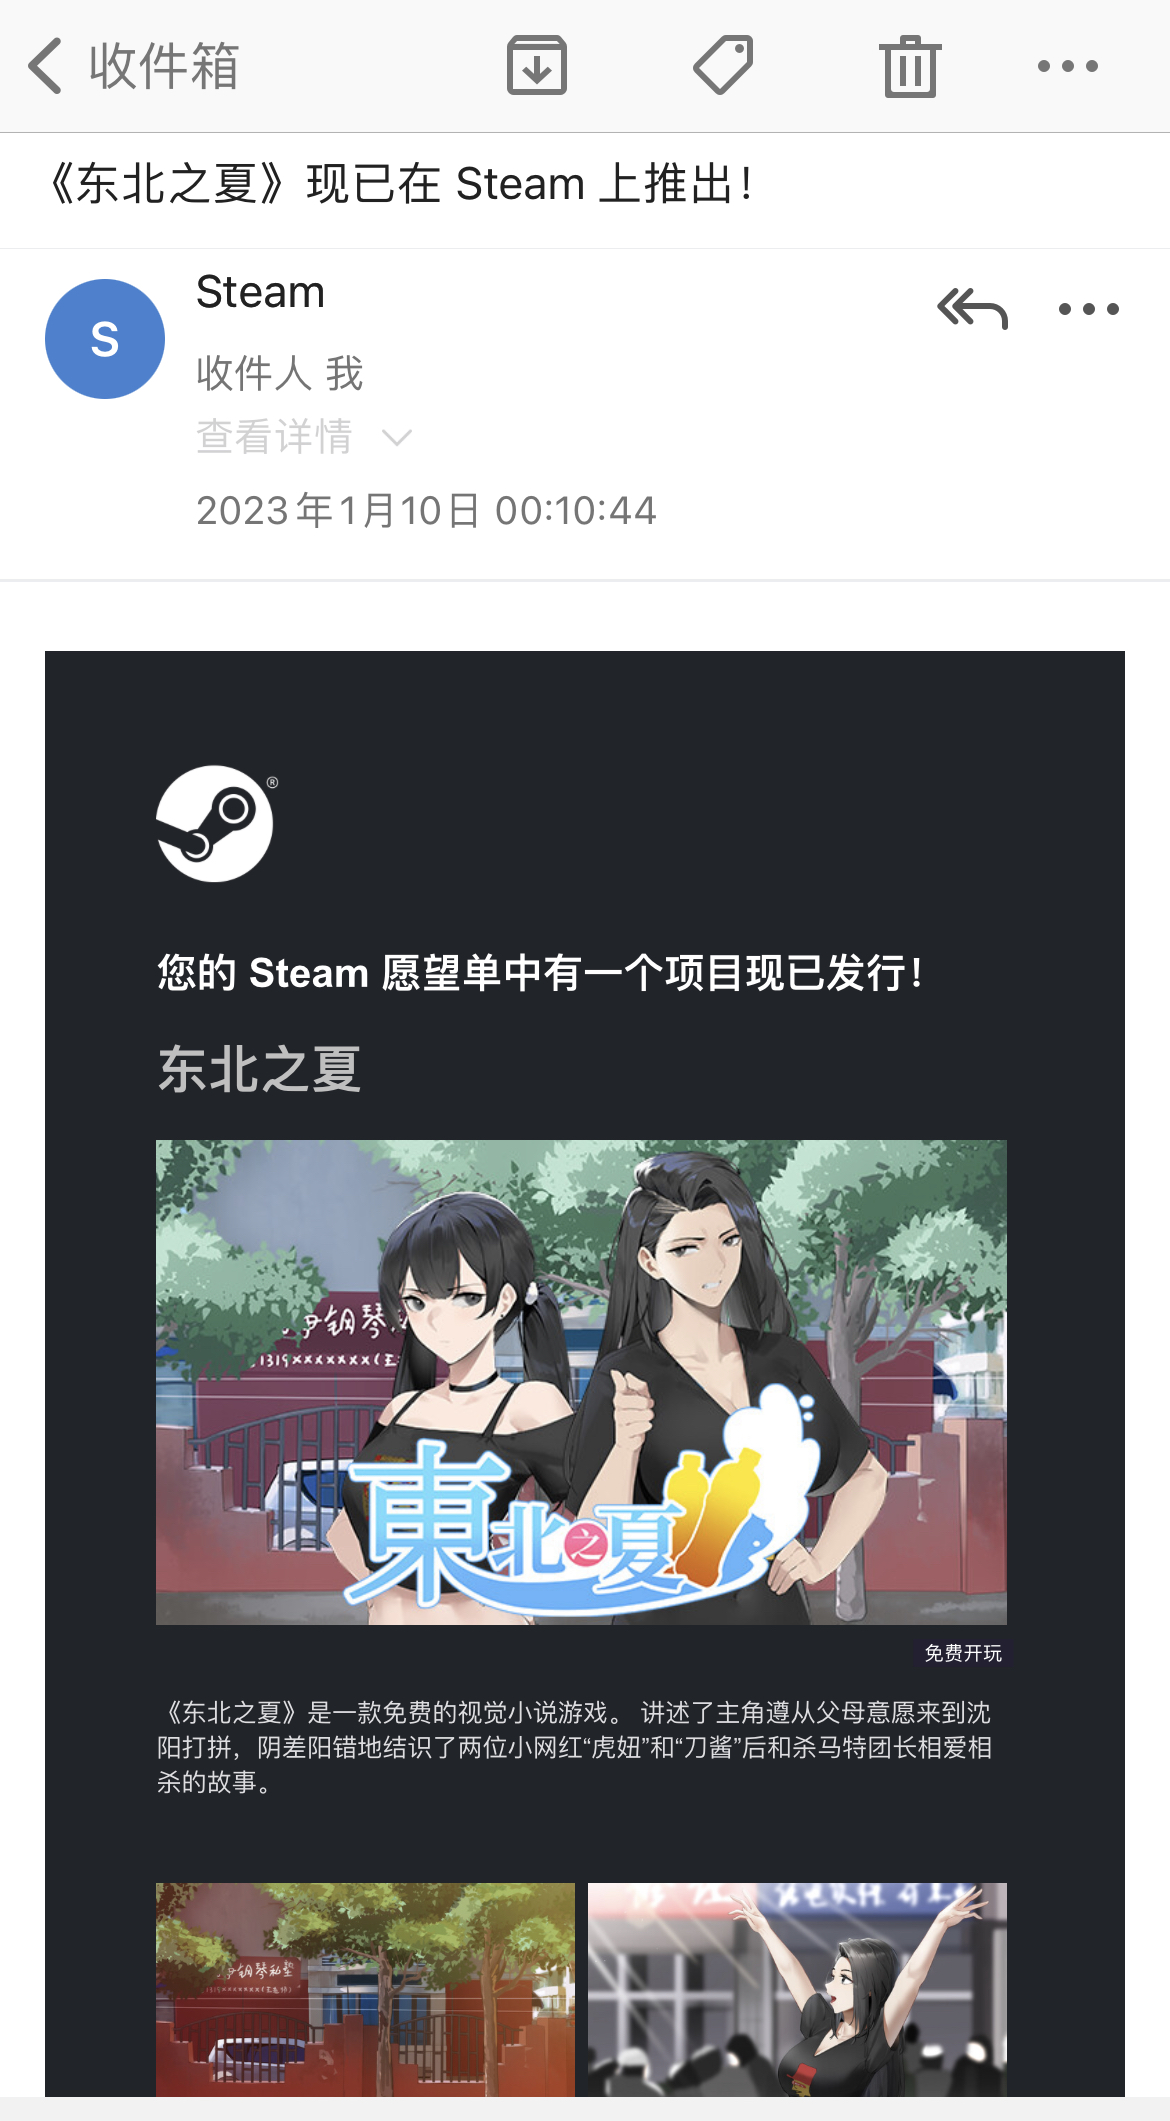 收件箱
《东北之夏》现已在 Steam 上推出！
S
Steam
收件人 我
查看详情
2023年1月10日 00:10:44
®
您的 Steam 愿望单中有一个项目现已发行！
东北之夏
钢琴
1319xxxxxxx(王
東北之夏
免费开玩
《东北之夏》是一款免费的视觉小说游戏。 讲述了主角遵从父母意愿来到沈
阳打拼，阴差阳错地结识了两位小网红“虎妞”和“刀酱”后和杀马特团长相爱相
杀的故事。
钢琴私塾